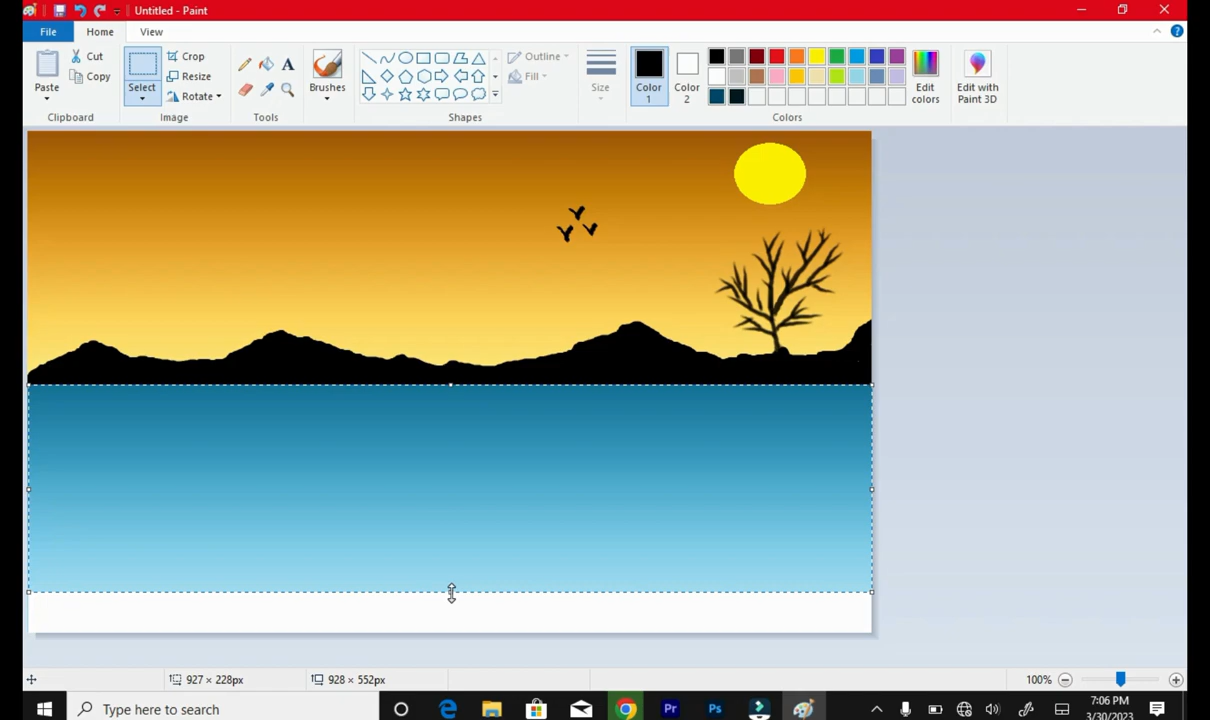 Untitled - Paint
File Home View
Paste
Cut
Copy
Clipboard
Select
Crop
Resize
Rotate
Image
A
Tools
Brushes
Outline
Fill
Shapes
Size
Color
1
Color
2
Edit
colors
Edit with
Paint 3D
Colors
927 × 228px
928 × 552px
100%
Type here to search
Pr
Ps
7:06 PM
3/30/2023